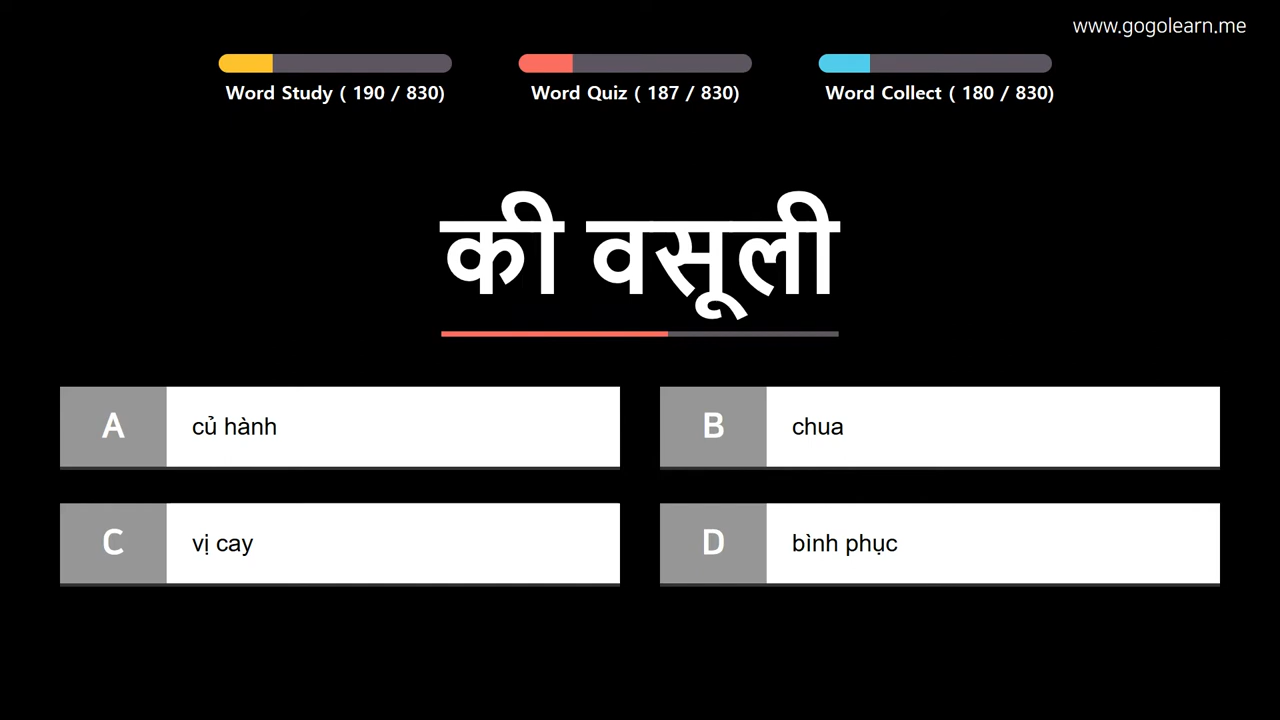 www.gogolearn.me
Word Study ( 190 / 830)
Word Quiz ( 187 / 830)
Word Collect ( 180 / 830)
की वसूली
A củ hành
B chua
C vị cay
D bình phục